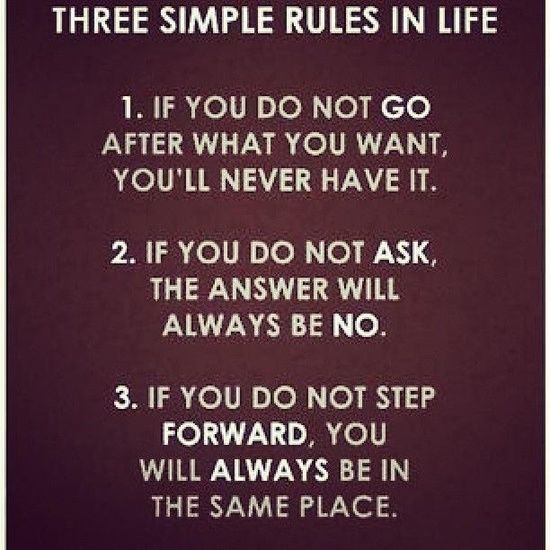 THREE SIMPLE RULES IN LIFE
1. IF YOU DO NOT GO
AFTER WHAT YOU WANT,
YOU'LL NEVER HAVE IT.
2. IF YOU DO NOT ASK,
THE ANSWER WILL
ALWAYS BE NO.
3. IF YOU DO NOT STEP
FORWARD, YOU
WILL ALWAYS BE IN
THE SAME PLACE.